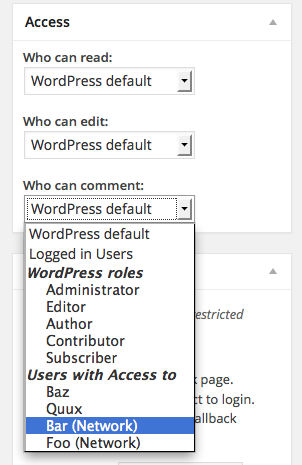 Access
Who can read:
WordPress default
Who can edit:
WordPress default
Who can comment:
WordPress default
WordPress default
Logged in Users
WordPress roles
Administrator
Editor
Author
Contributor
Subscriber
Users with Access to
Baz
Quux
Bar (Network)
Foo (Network)
estricted
page.
ct to login.
allback